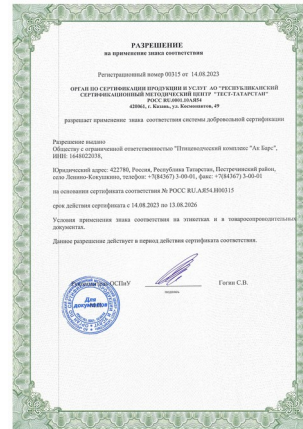 РАЗРЕШЕНИЕ
на применение знака соответствия
Регистрационный номер 00315 от 14.08.2023
ОРГАН ПО СЕРТИФИКАЦИИ ПРОДУКЦИИ И УСЛУГ АО "РЕСПУБЛИКАНСКИЙ
СЕРТИФИКАЦИОННЫЙ МЕТОДИЧЕСКИЙ ЦЕНТР "ТЕСТ-ТАТАРСТАН"
РОСС RU.0001.10АЯ54
420061, г. Казань, ул. Космонавтов, 49
разрешает применение знака соответствия системы добровольной сертификации
Разрешение выдано
Обществу с ограниченной ответственностью "Птицеводческий комплекс "Ак Барс",
ИНН: 1648022038,
Юридический адрес: 422780, Россия, Республика Татарстан, Пестречинский район,
село Ленино-Кокушкино, телефон: +7(84367) 3-00-01, факс: +7(84367) 3-00-01
на основании сертификата соответствия № РОСС RU.АЯ54.Н00315
срок действия сертификата с 14.08.2023 по 13.08.2026
Условия применения знака соответствия на этикетках и в товаросопроводительных
документах.
Данное разрешение действует в период действия сертификата соответствия.
ОСПиУ
подпись
Гогин С.В.
Для
документов